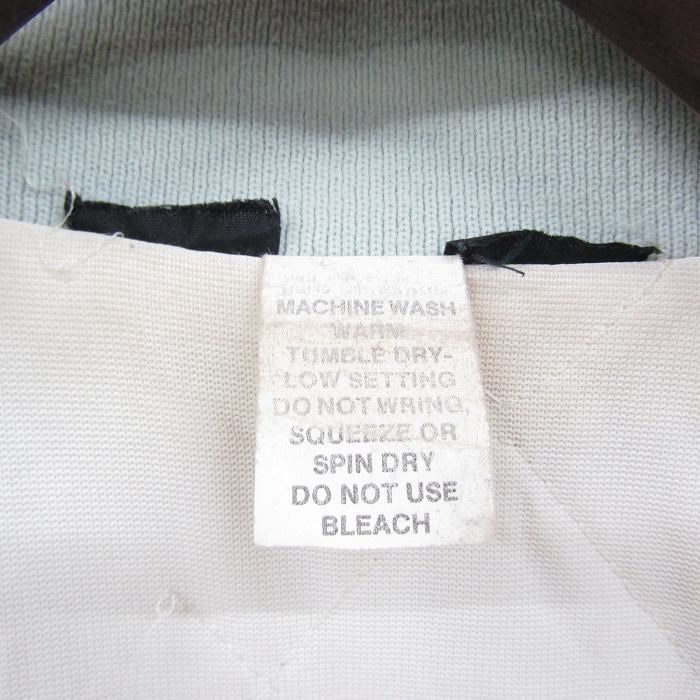 MACHINE WASH
WARM
TUMBLE DRY-
LOW SETTING
DO NOT WRING,
SQUEEZE OR
SPIN DRY
DO NOT USE
BLEACH